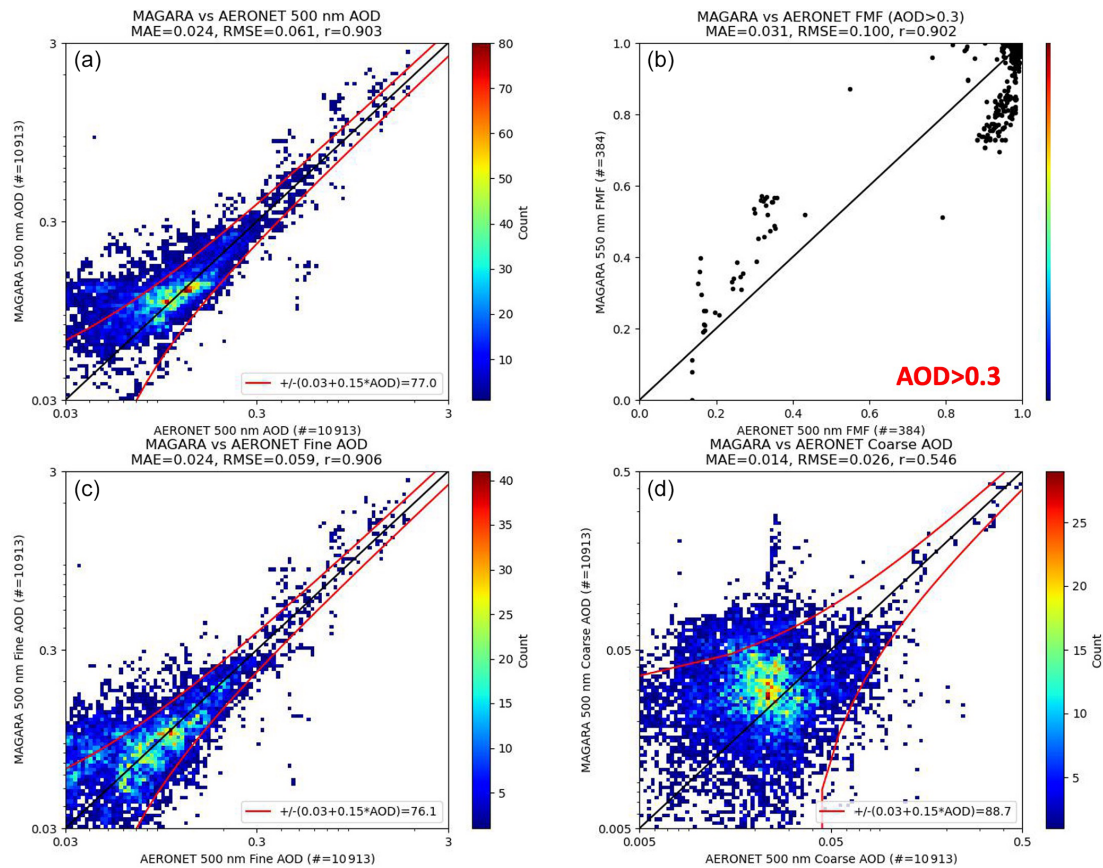 MAGARA vs AERONET 500 nm AOD
MAE=0.024, RMSE=0.061, r=0.903
(a)
3
0.3
0.03
MAGARA 500 nm AOD (#=10913)
0.03
0.3
3
AERONET 500 nm AOD (#=10913)
+/-(0.03+0.15*AOD)=77.0
80
70
60
50
40
30
20
10
Count
MAGARA vs AERONET FMF (AOD>0.3)
MAE=0.031, RMSE=0.100, r=0.902
(b)
1.0
0.8
0.6
0.4
0.2
0.0
MAGARA 550 nm FMF (#=384)
AOD>0.3
0.0
0.2
0.4
0.6
0.8
1.0
AERONET 500 nm FMF (#=384)
MAGARA vs AERONET Fine AOD
MAE=0.024, RMSE=0.059, r=0.906
(c)
3
0.3
0.03
MAGARA 500 nm Fine AOD (#=10913)
+/-(0.03+0.15*AOD)=76.1
0.03
0.3
3
AERONET 500 nm Fine AOD (#=10913)
40
35
30
25
20
15
10
5
Count
MAGARA vs AERONET Coarse AOD
MAE=0.014, RMSE=0.026, r=0.546
(d)
0.5
0.05
0.005
MAGARA 500 nm Coarse AOD (#=10913)
+/-(0.03+0.15*AOD)=88.7
0.005
0.05
0.5
AERONET 500 nm Coarse AOD (#=10913)
25
20
15
10
5
Count